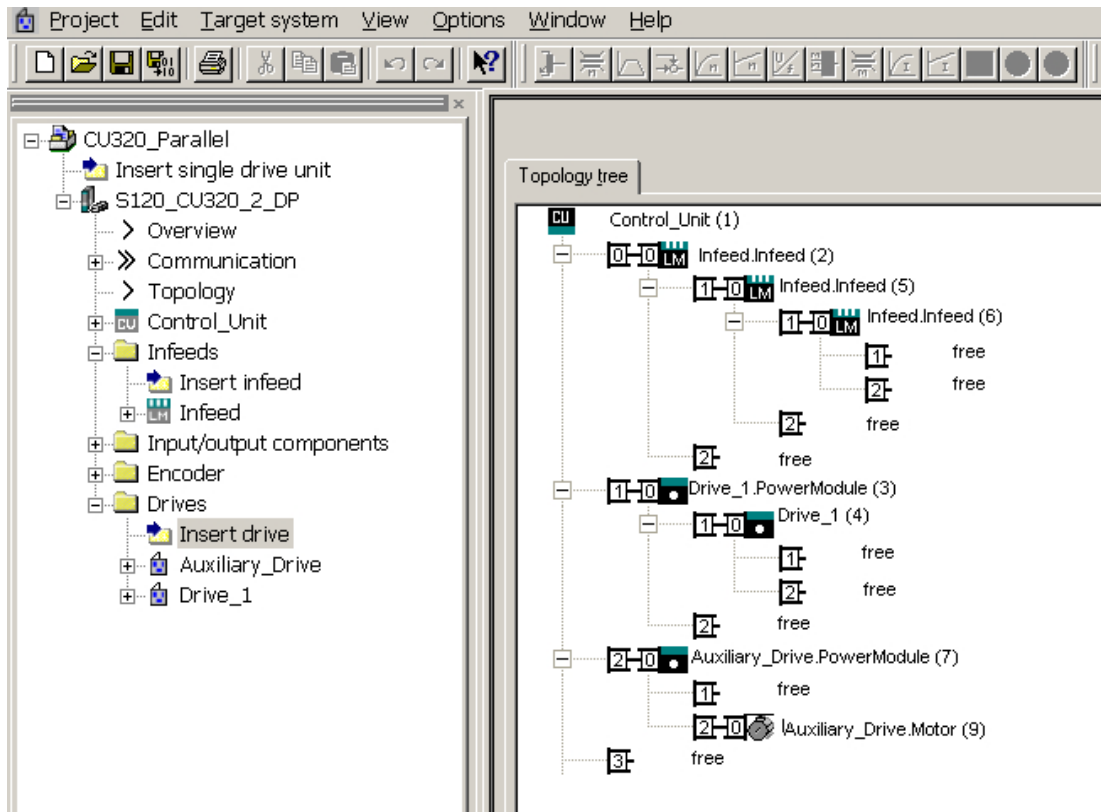 Project Edit Target system View Options Window Help
CU320_Parallel
Insert single drive unit
S120_CU320_2_DP
Overview
Communication
Topology
CU Control_Unit
Infeeds
Insert infeed
LM Infeed
Input/output components
Encoder
Drives
Insert drive
Auxiliary_Drive
Drive_1
Topology tree
CU Control_Unit (1)
0 0 LM Infeed.Infeed (2)
1 0 LM Infeed.Infeed (5)
1 0 LM Infeed.Infeed (6)
1 free
2 free
2 free
2 free
1 0 Drive_1.PowerModule (3)
1 0 Drive_1 (4)
1 free
2 free
2 free
2 0 Auxiliary_Drive.PowerModule (7)
1 free
2 0 Auxiliary_Drive.Motor (9)
3 free